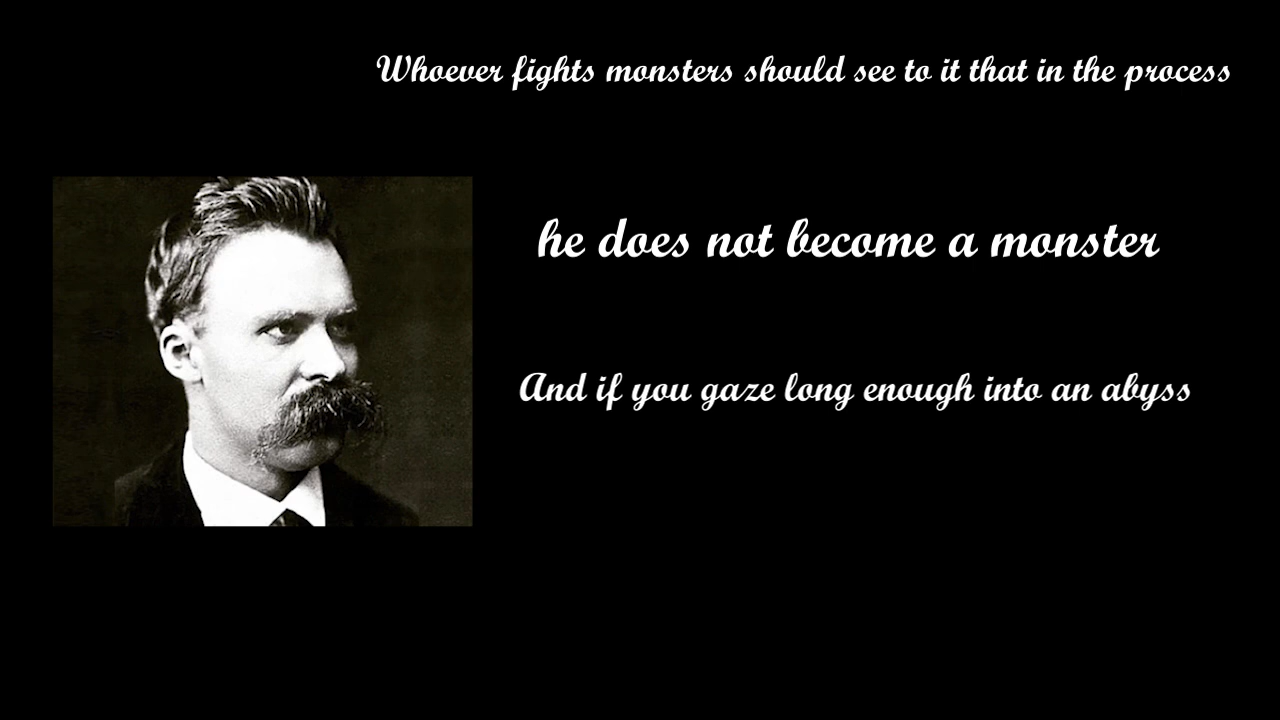 Whoever fights monsters should see to it that in the process
he does not become a monster
And if you gaze long enough into an abyss